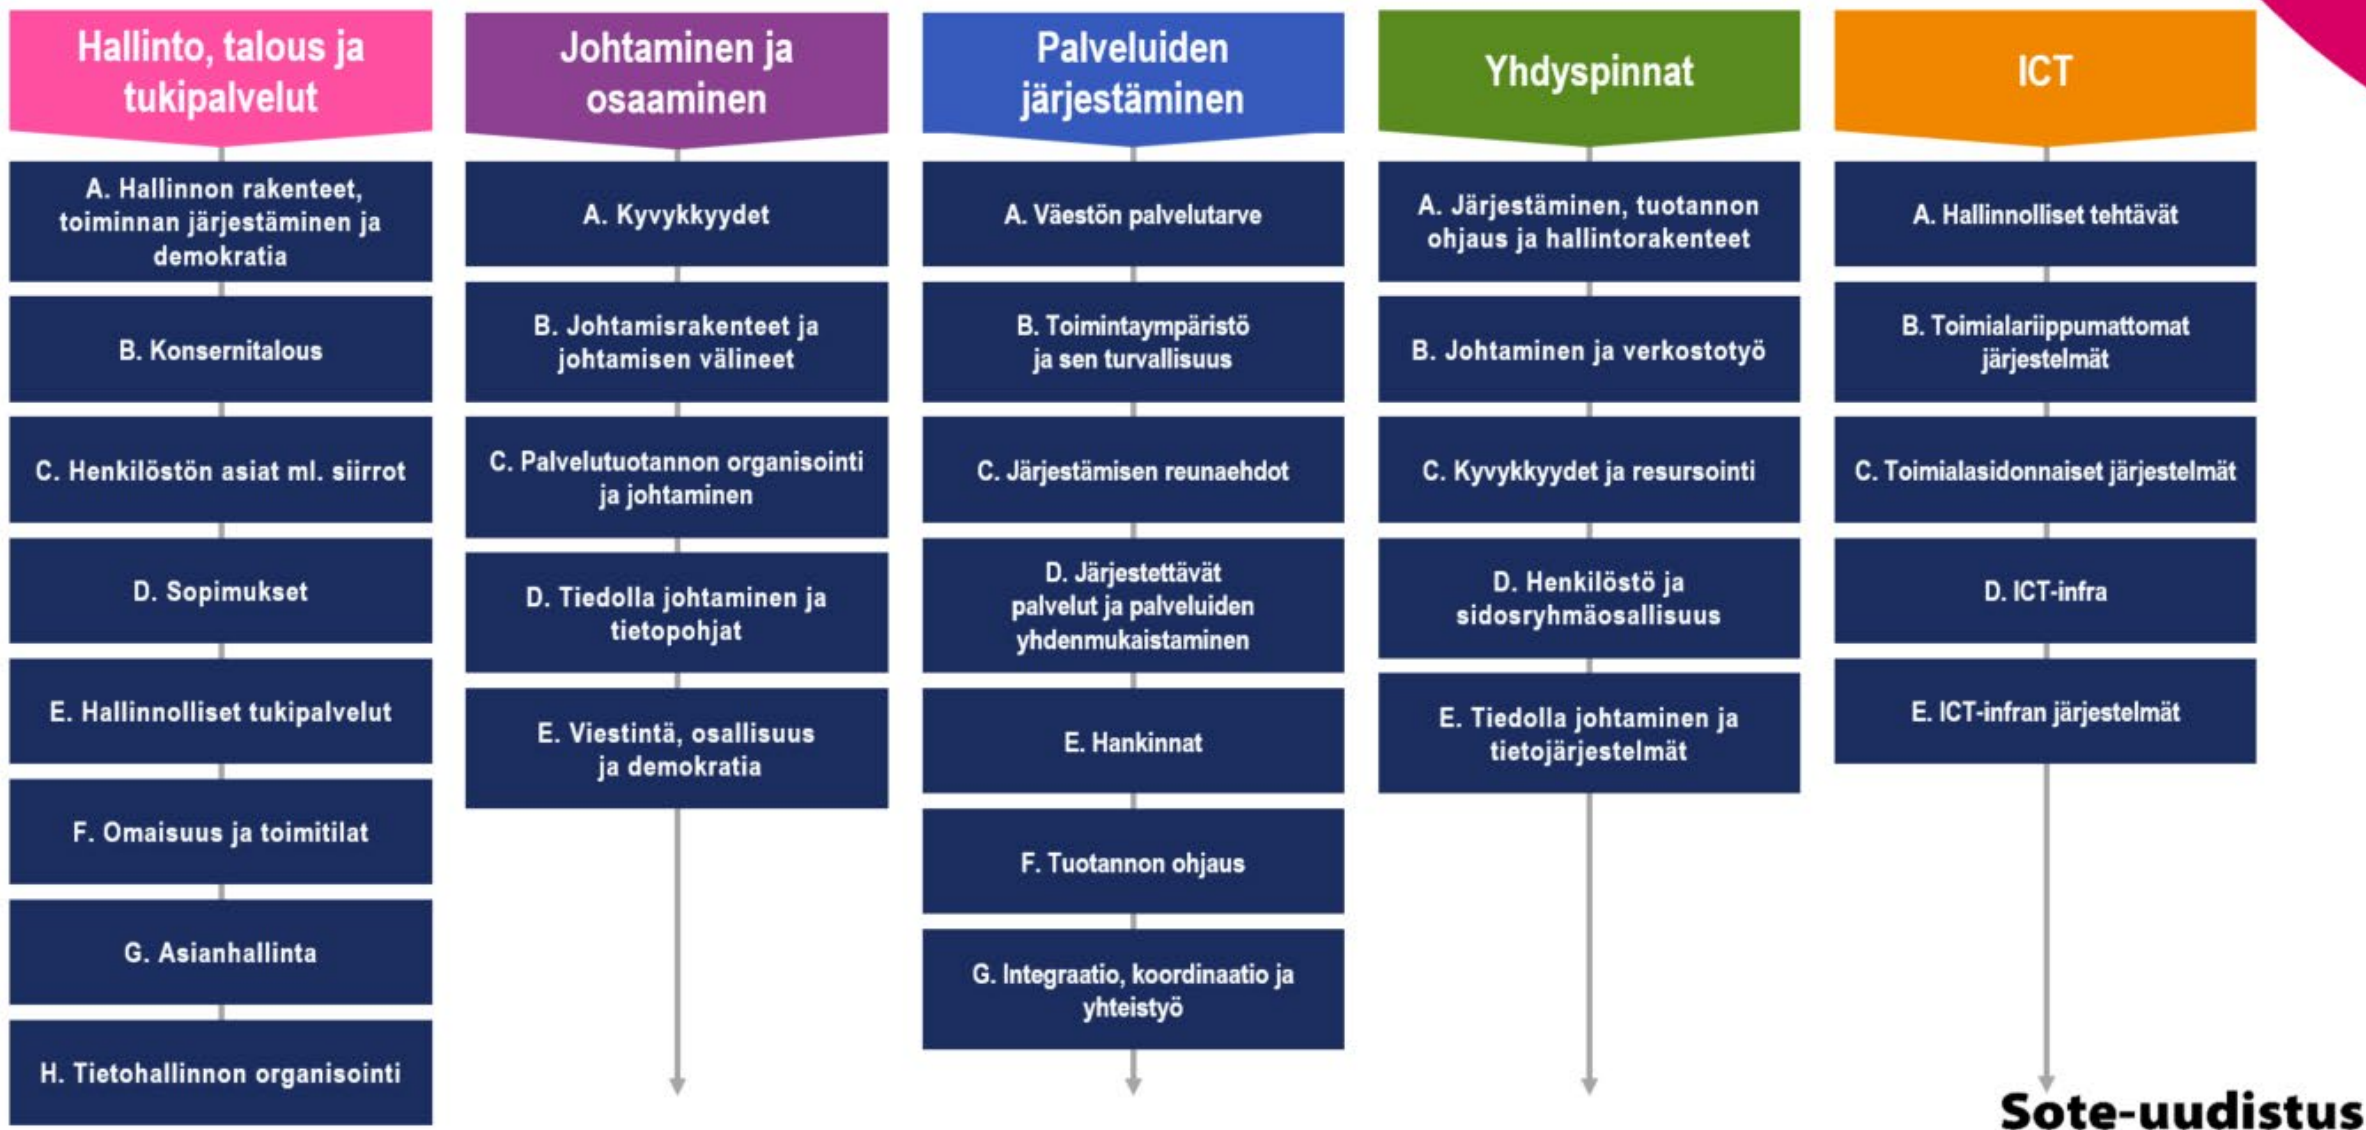 Hallinto, talous ja
tukipalvelut
A. Hallinnon rakenteet,
toiminnan järjestäminen ja
demokratia
B. Konsernitalous
C. Henkilöstön asiat ml. siirrot
D. Sopimukset
E. Hallinnolliset tukipalvelut
F. Omaisuus ja toimitilat
G. Asianhallinta
H. Tietohallinnon organisointi
Johtaminen ja
osaaminen
A. Kyvykkyydet
B. Johtamisrakenteet ja
johtamisen välineet
C. Palvelutuotannon organisointi
ja johtaminen
D. Tiedolla johtaminen ja
tietopohjat
E. Viestintä, osallisuus
ja demokratia
Palveluiden
järjestäminen
A. Väestön palvelutarve
B. Toimintaympäristö
ja sen turvallisuus
C. Järjestämisen reunaehdot
D. Järjestettävät
palvelut ja palveluiden
yhdenmukaistaminen
E. Hankinnat
F. Tuotannon ohjaus
G. Integraatio, koordinaatio ja
yhteistyö
Yhdyspinnat
A. Järjestäminen, tuotannon
ohjaus ja hallintorakenteet
B. Johtaminen ja verkostotyö
C. Kyvykkyydet ja resursointi
D. Henkilöstö ja
sidosryhmäosallisuus
E. Tiedolla johtaminen ja
tietojärjestelmät
ICT
A. Hallinnolliset tehtävät
B. Toimialariippumattomat
järjestelmät
C. Toimialasidonnaiset järjestelmät
D. ICT-infra
E. ICT-infran järjestelmät
Sote-uudistus